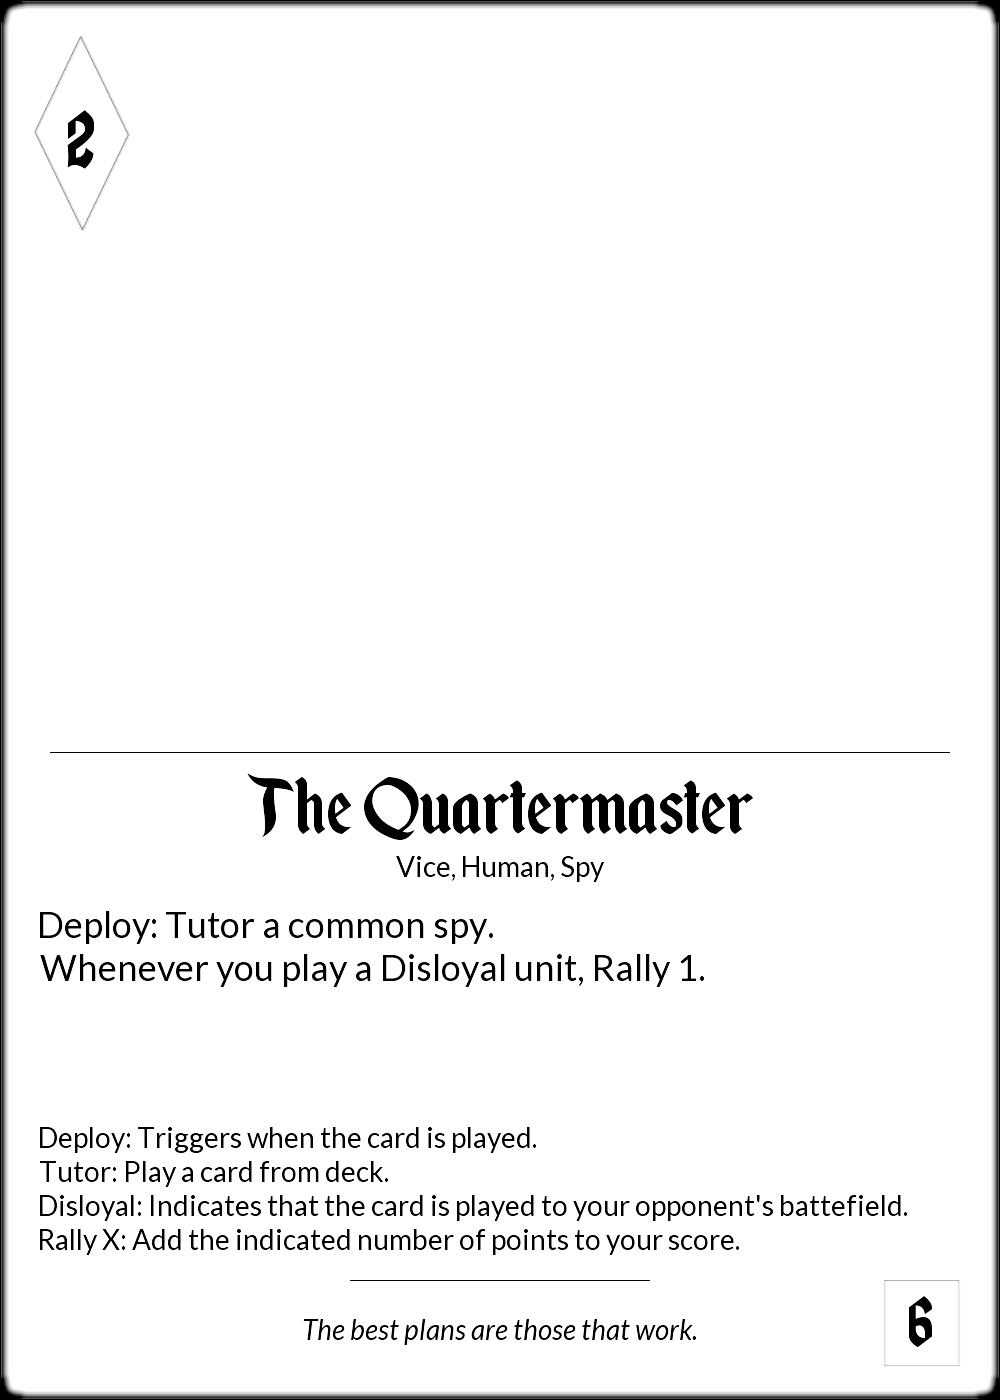 2
The Quartermaster
Vice, Human, Spy
Deploy: Tutor a common spy.
Whenever you play a Disloyal unit, Rally 1.
Deploy: Triggers when the card is played.
Tutor: Play a card from deck.
Disloyal: Indicates that the card is played to your opponent's battefield.
Rally X: Add the indicated number of points to your score.
The best plans are those that work.
6